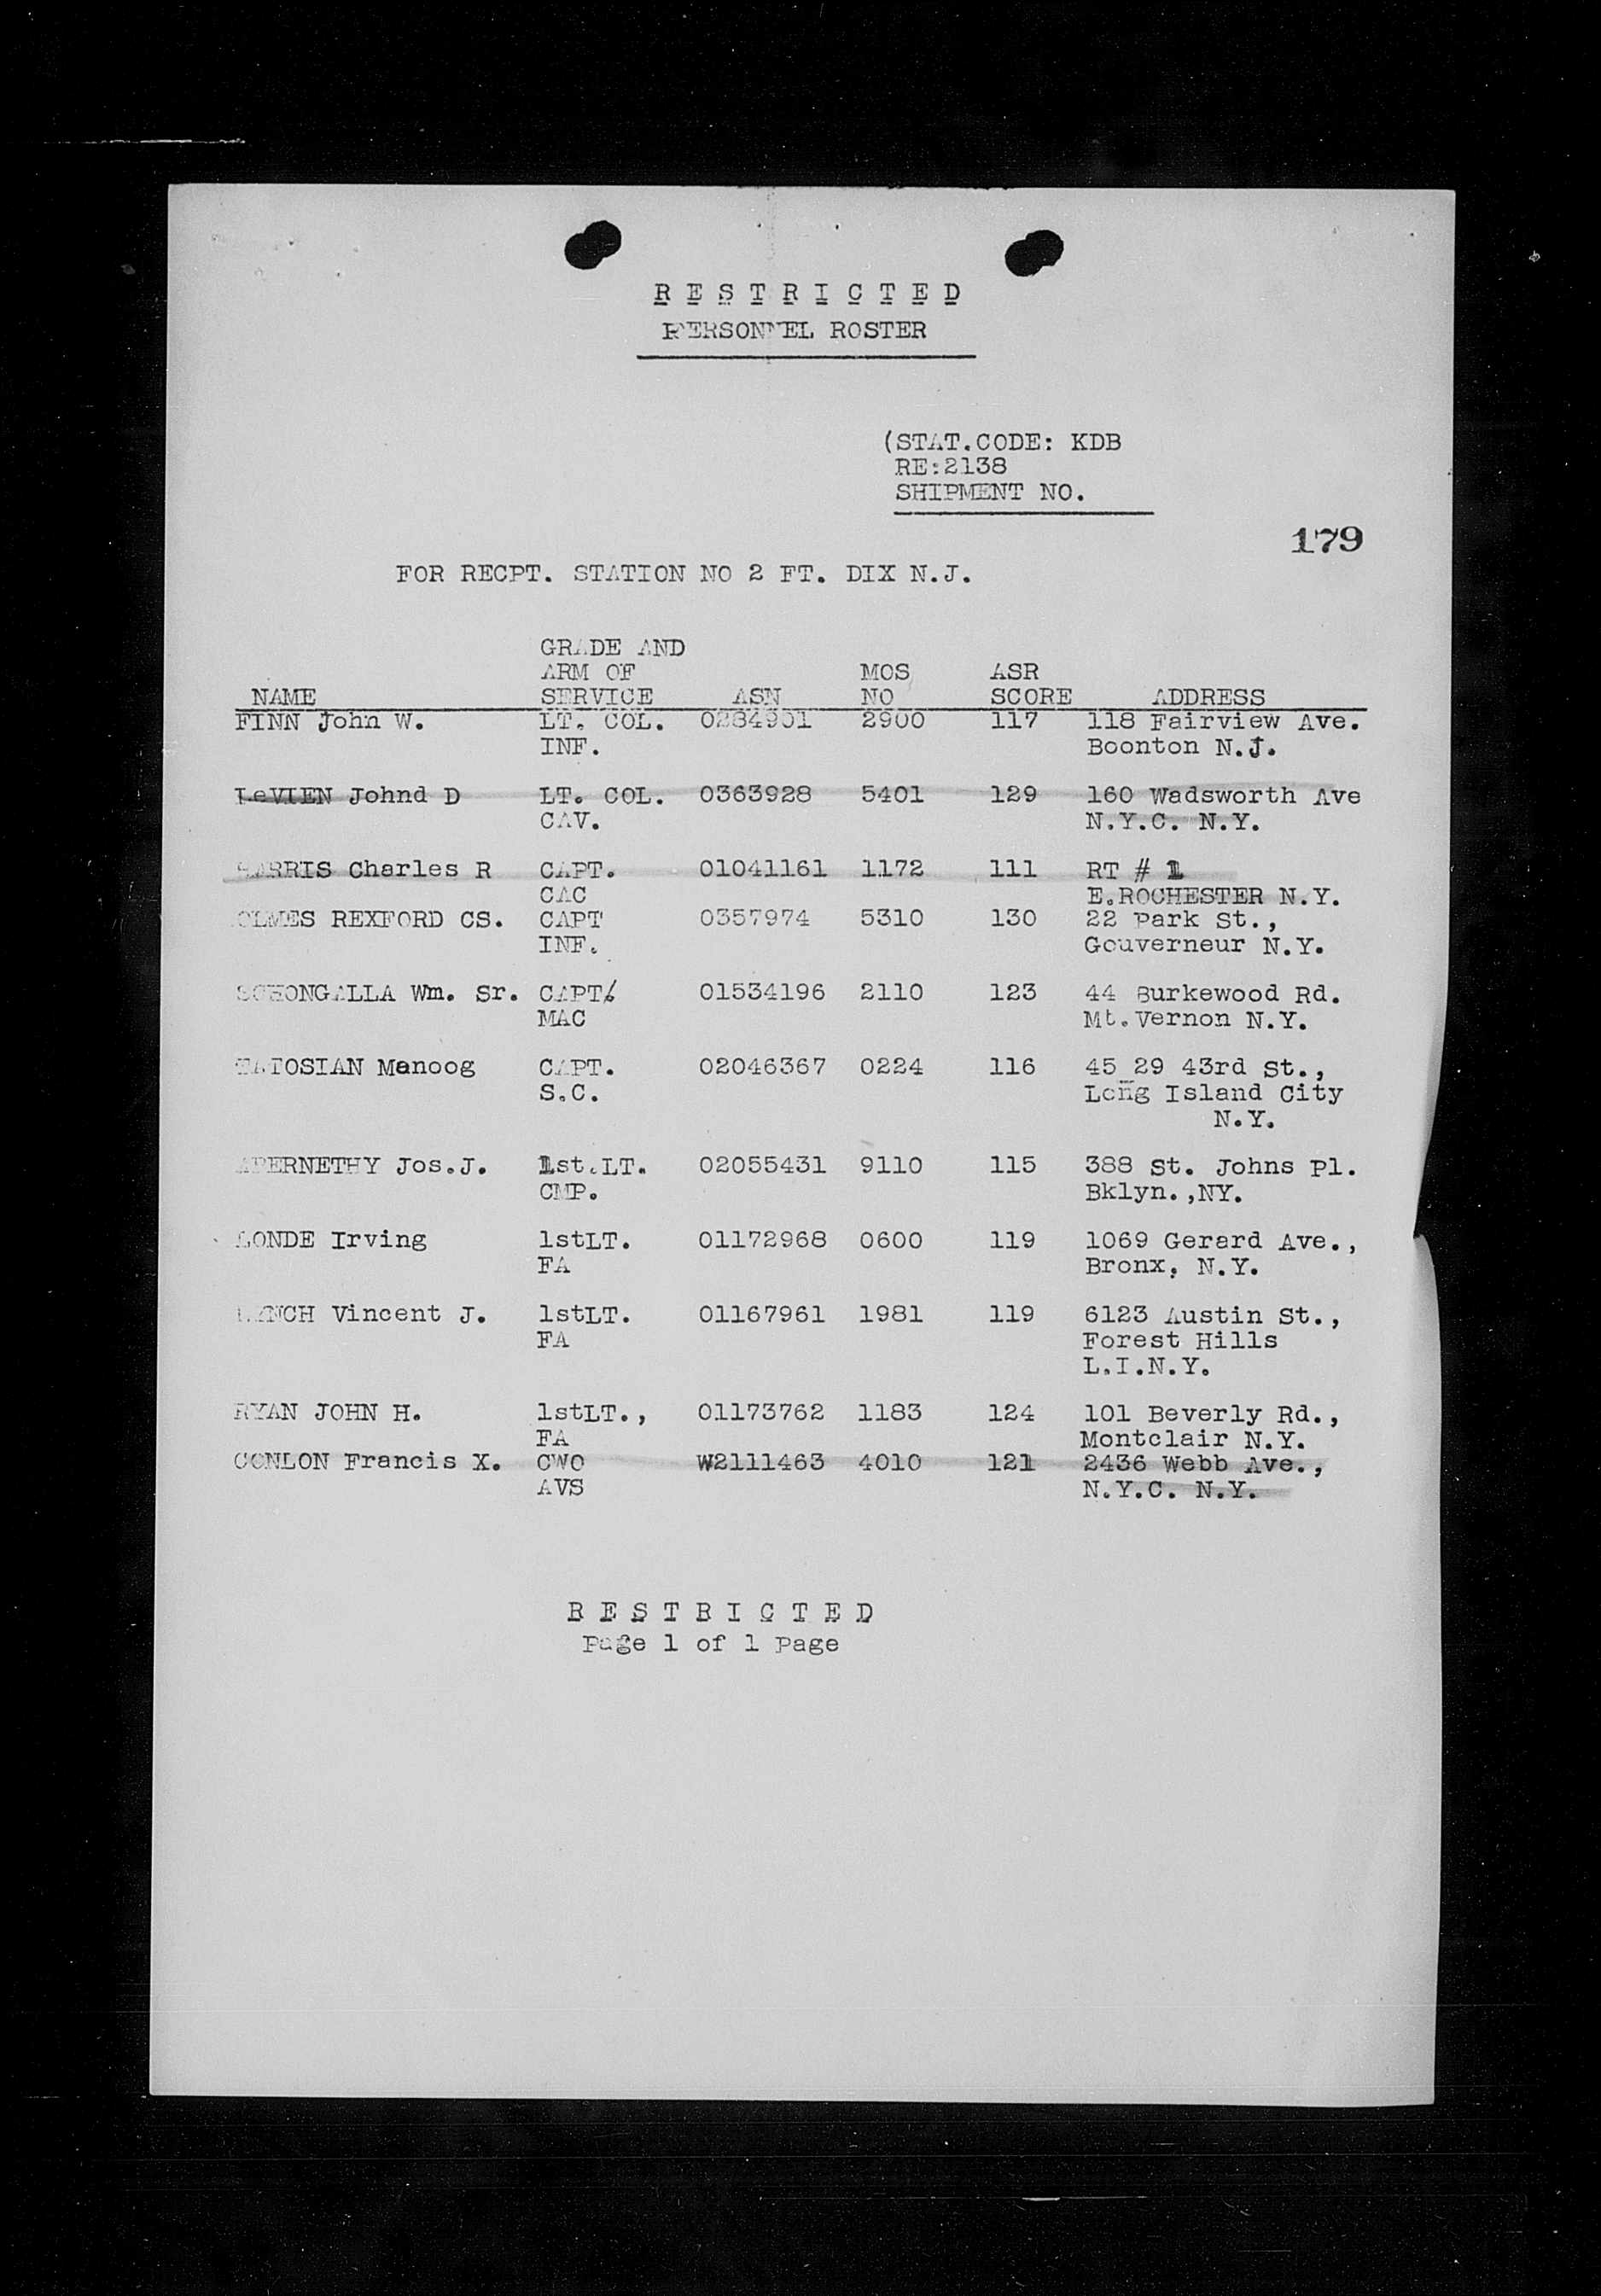 RESTRICTED
PERSONNEL ROSTER
(STAT.CODE: KDB
RE:2138
SHIPMENT NO.
179
FOR RECPT. STATION NO 2 FT. DIX N.J.
GRADE AND
ARM OF MOS ASR
NAME SERVICE ASN NO SCORE ADDRESS
FINN John W. LT. COL. 0284901 2900 117 118 Fairview Ave.
INF. Boonton N.J.
LeVIEN Johnd D LT. COL. 0363928 5401 129 160 Wadsworth Ave
CAV. N.Y.C. N.Y.
HARRIS Charles R CAPT. 01041161 1172 111 RT # 1
CAC E.ROCHESTER N.Y.
OLMES REXFORD CS. CAPT 0357974 5310 130 22 Park St.,
INF. Gouverneur N.Y.
SCHONGALLA Wm. Sr. CAPT. 01534196 2110 123 44 Burkewood Rd.
MAC Mt.Vernon N.Y.
TATOSIAN Manoog CAPT. 02046367 0224 116 45_29 43rd St.,
S.C. Long Island City
N.Y.
ABERNETHY Jos.J. 1st.LT. 02055431 9110 115 388 St. Johns Pl.
CMP. Bklyn.,NY.
Irving 1stLT. 01172968 0600 119 1069 Gerard Ave.,
FA Bronx, N.Y.
LYNCH Vincent J. 1stLT. 01167961 1981 119 6123 Austin St.,
FA Forest Hills
L.I.N.Y.
RYAN JOHN H. 1stLT., 01173762 1183 124 101 Beverly Rd.,
FA Montclair N.Y.
CONLON Francis X. CWO W2111463 4010 121 2436 Webb Ave.,
AVS N.Y.C. N.Y.
RESTRICTED
Page 1 of 1 Page